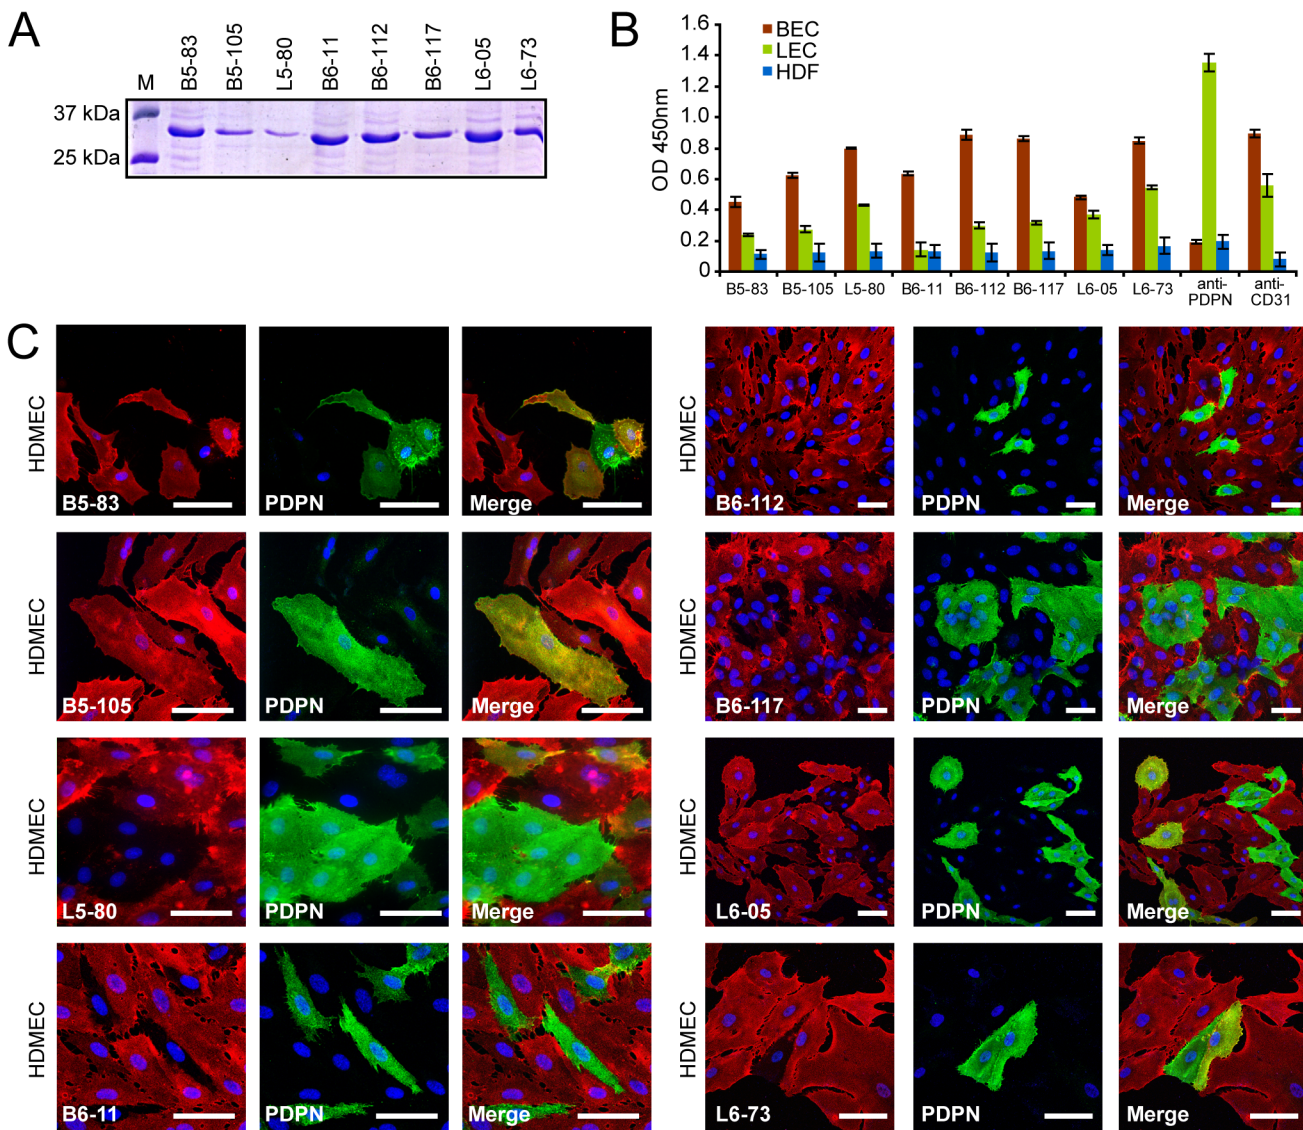 A
M
B5-83
B5-105
L5-80
B6-11
B6-112
B6-117
L6-05
L6-73
37 kDa
25 kDa
B
OD 450nm
1.6
1.4
1.2
1.0
0.8
0.6
0.4
0.2
0
BEC
LEC
HDF
B5-83 B5-105 L5-80 B6-11 B6-112 B6-117 L6-05 L6-73 anti-PDPN anti-CD31
C
HDMEC
B5-83 PDPN Merge
HDMEC
B6-112 PDPN Merge
HDMEC
B5-105 PDPN Merge
HDMEC
B6-117 PDPN Merge
HDMEC
L5-80 PDPN Merge
HDMEC
L6-05 PDPN Merge
HDMEC
B6-11 PDPN Merge
HDMEC
L6-73 PDPN Merge